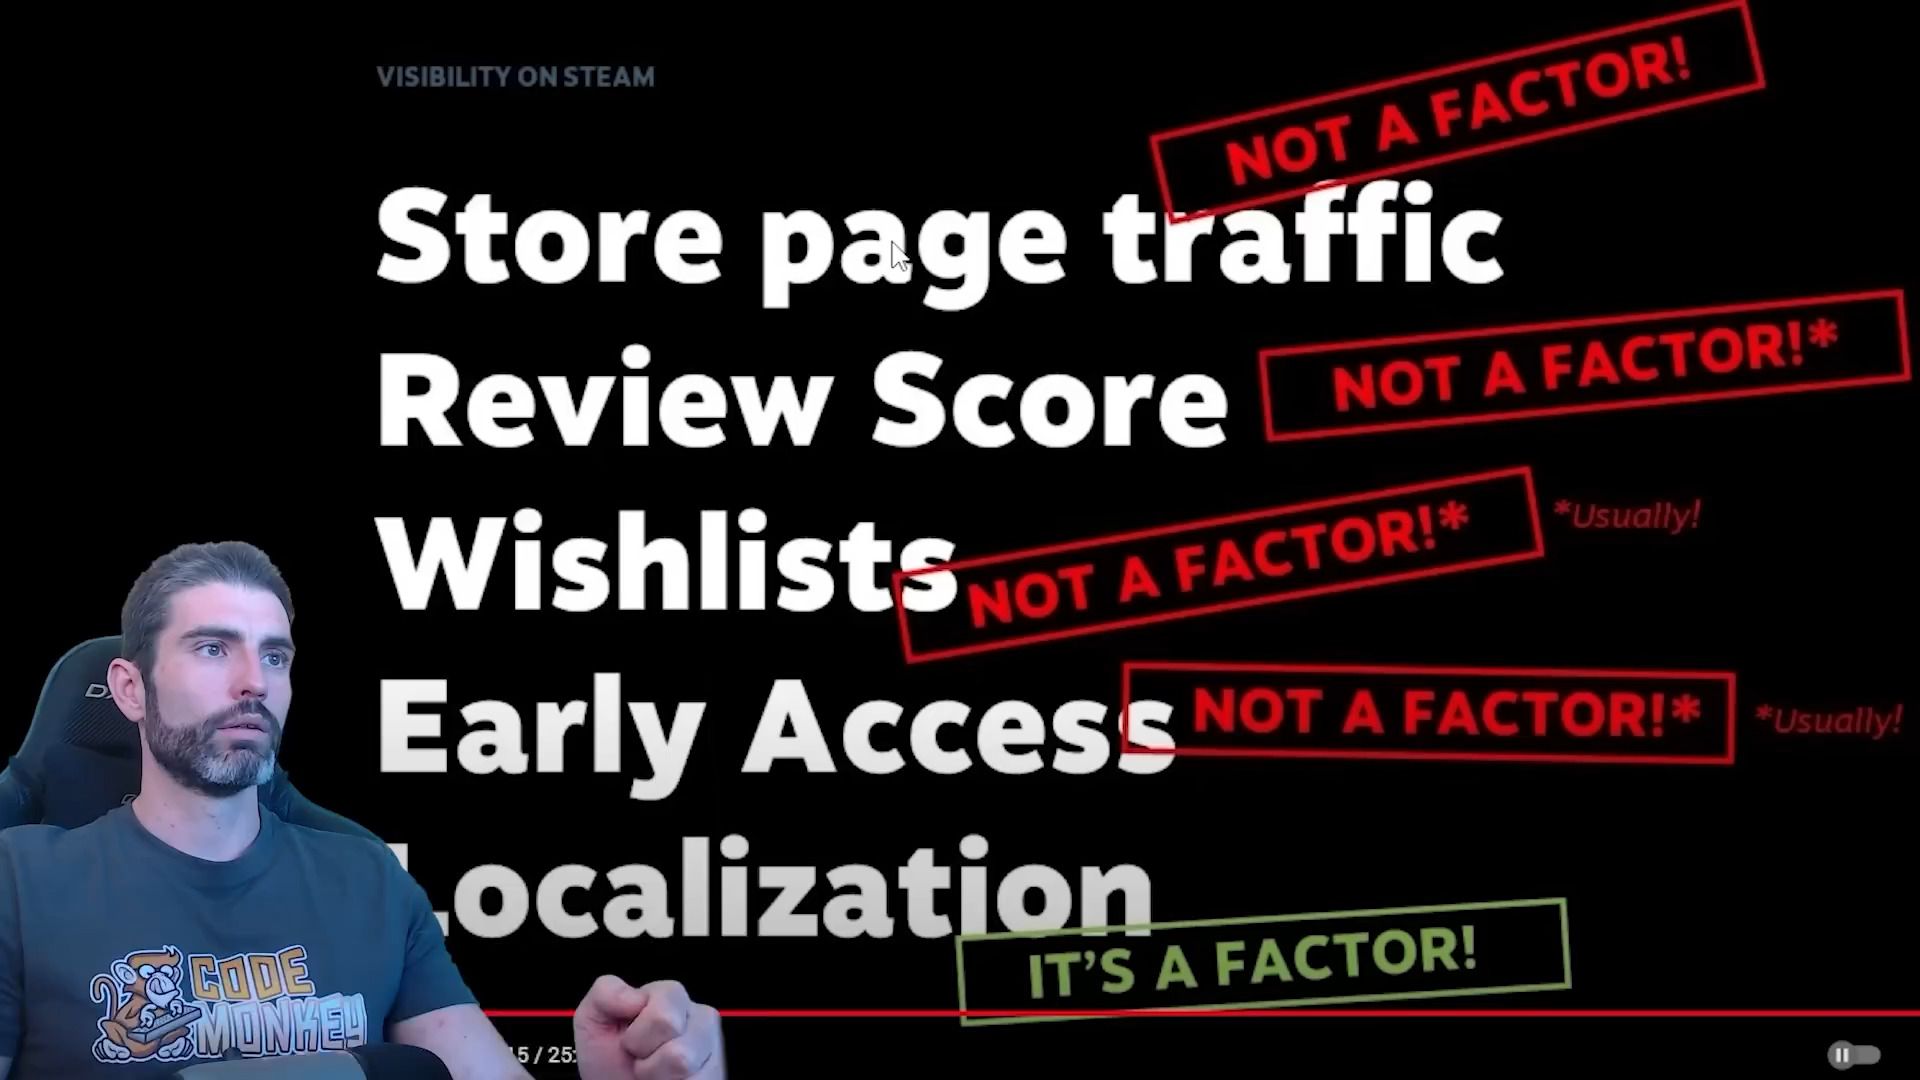 VISIBILITY ON STEAM
NOT A FACTOR!
Store page traffic
NOT A FACTOR!*
Review Score
*Usually!
NOT A FACTOR!*
Wishlists
Early Access
NOT A FACTOR!*
*Usually!
Localization
IT'S A FACTOR!
CODE
MONKEY